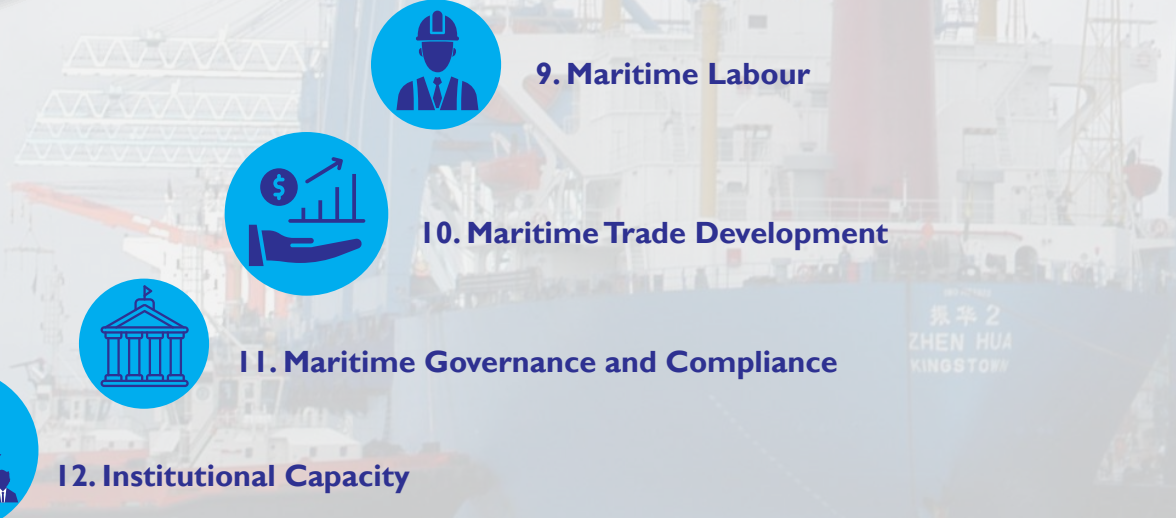 9. Maritime Labour
10. Maritime Trade Development
11. Maritime Governance and Compliance
振华 2
ZHEN HUA
KINGSTOWN
12. Institutional Capacity
$